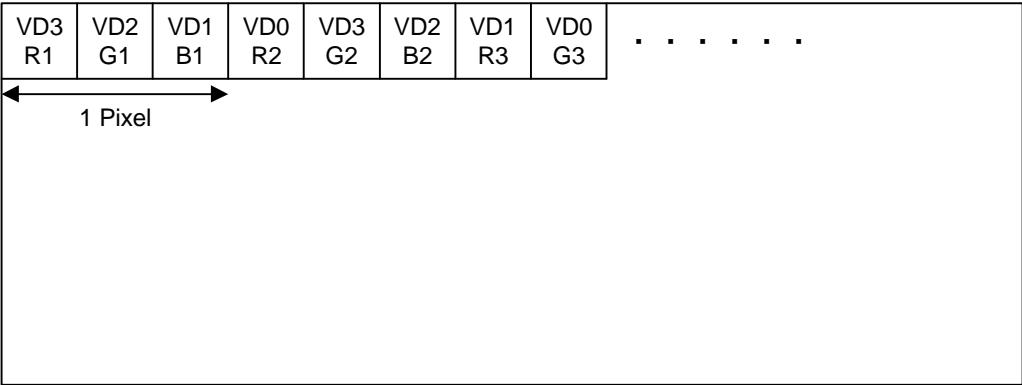 VD3 VD2 VD1 VD0 VD3 VD2 VD1 VD0
R1 G1 B1 R2 G2 B2 R3 G3 . . . . . .
1 Pixel